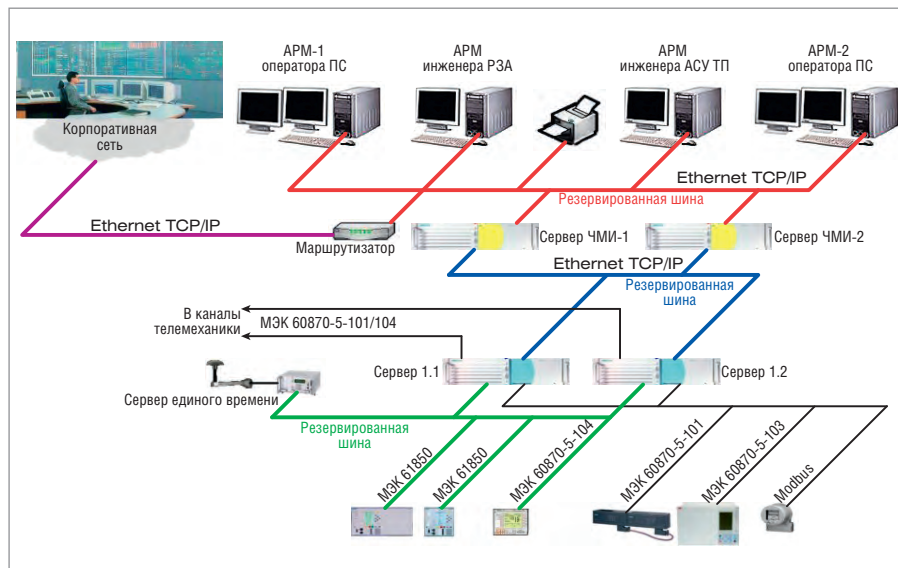 АРМ-1
оператора ПС
АРМ
инженера РЗА
АРМ
инженера АСУ ТП
АРМ-2
оператора ПС
Корпоративная
сеть
Ethernet TCP/IP
Резервированная шина
Ethernet TCP/IP
Маршрутизатор
Сервер ЧМИ-1
Сервер ЧМИ-2
Ethernet TCP/IP
Резервированная
шина
В каналы
телемеханики
МЭК 60870-5-101/104
Сервер 1.1
Сервер 1.2
Сервер единого времени
Резервированная
шина
МЭК 61850
МЭК 61850
МЭК 60870-5-104
МЭК 60870-5-101
МЭК 60870-5-103
Modbus